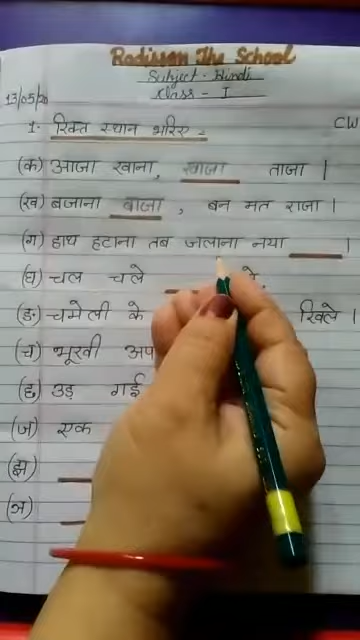 Radisson The School
Subject - Hindi
Class - I
13/05/20
CW
1. रिक्त स्थान भरिए -
(क) आजा खाना, खाजा ताजा |
(ख) बजाना बाजा, बन मत राजा |
(ग) हाथ हटाना तब जलाना नया ____ |
(घ) चल चले
(ङ) चमेली के खिले |
(च) भूखी
(छ) उड़ गई
(ज) एक
(झ)
(ञ)